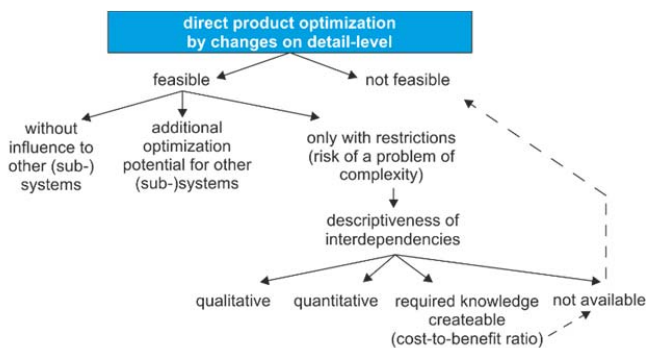 direct product optimization
by changes on detail-level
feasible
not feasible
without
influence to
other (sub-)
systems
additional
optimization
potential for other
(sub-)systems
only with restrictions
(risk of a problem of
complexity)
descriptiveness of
interdependencies
qualitative
quantitative
required knowledge
createable
(cost-to-benefit ratio)
not available